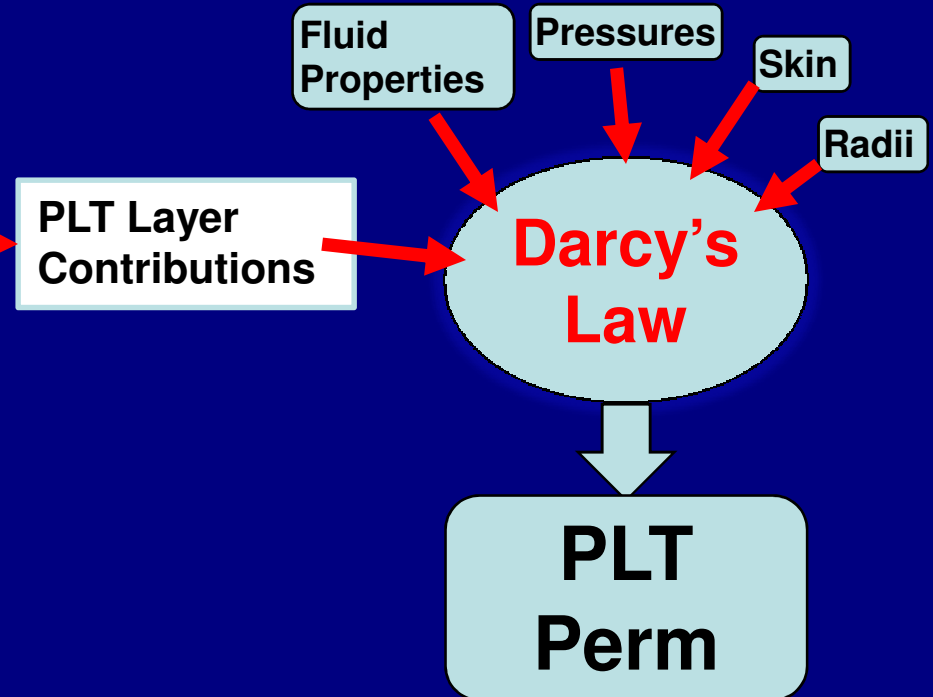 Fluid
Properties
Pressures
Skin
Radii
PLT Layer
Contributions
Darcy’s
Law
PLT
Perm